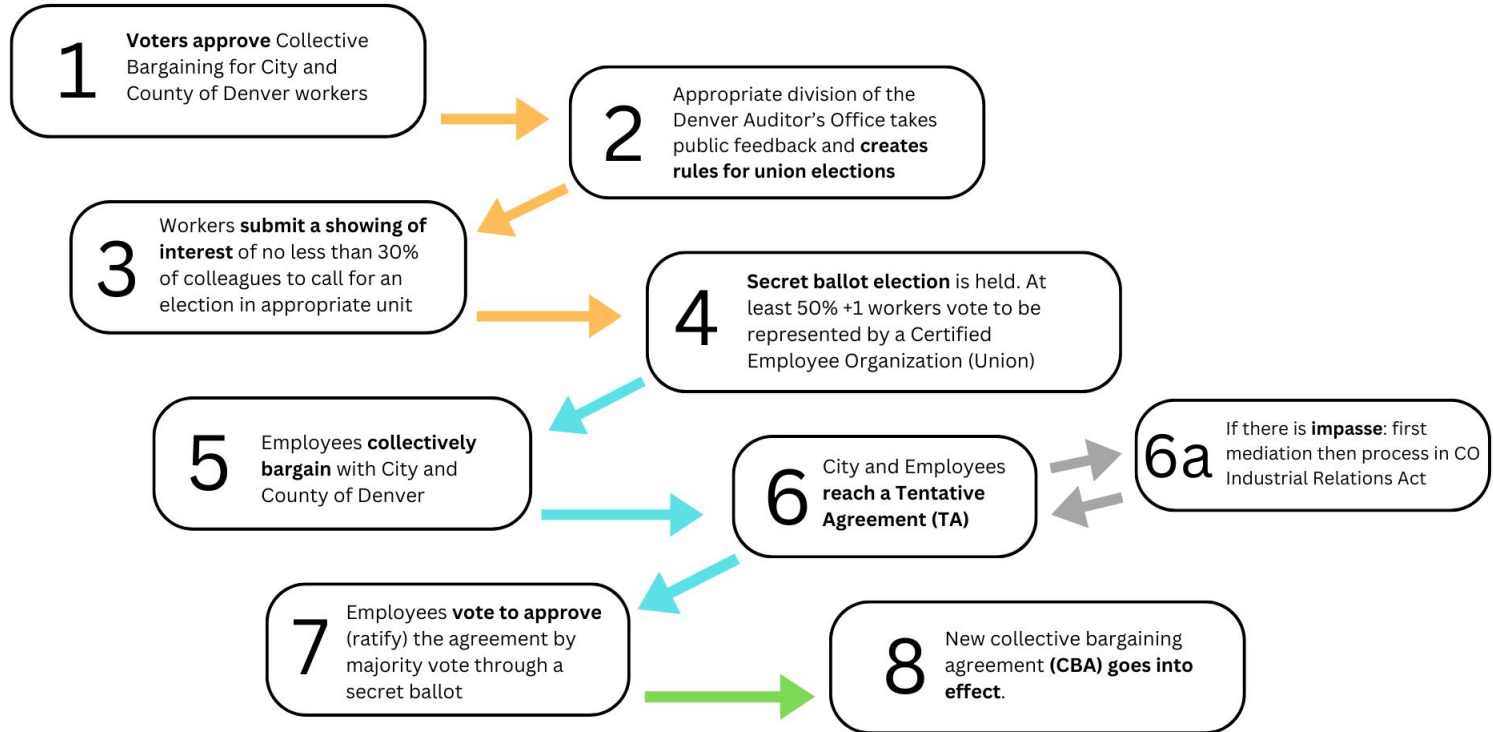 1
Voters approve Collective
Bargaining for City and
County of Denver workers
2
Appropriate division of the
Denver Auditor’s Office takes
public feedback and creates
rules for union elections
3
Workers submit a showing of
interest of no less than 30%
of colleagues to call for an
election in appropriate unit
4
Secret ballot election is held. At
least 50% +1 workers vote to be
represented by a Certified
Employee Organization (Union)
5
Employees collectively
bargain with City and
County of Denver
6
City and Employees
reach a Tentative
Agreement (TA)
6a
If there is impasse: first
mediation then process in CO
Industrial Relations Act
7
Employees vote to approve
(ratify) the agreement by
majority vote through a
secret ballot
8
New collective bargaining
agreement (CBA) goes into
effect.